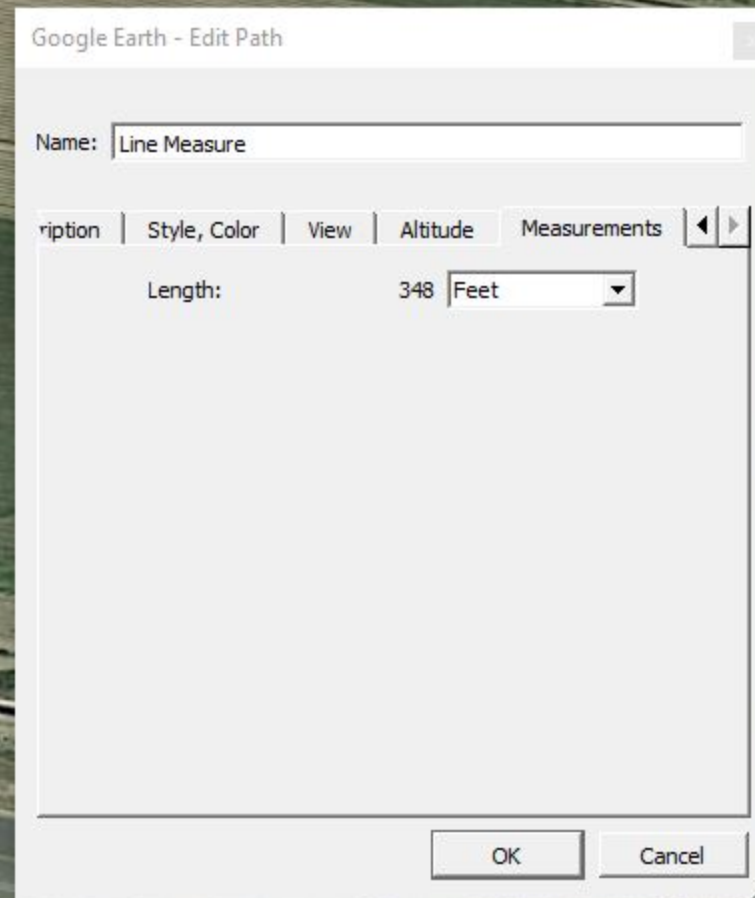 Google Earth - Edit Path
Name: Line Measure
ription Style, Color View Altitude Measurements
Length: 348 Feet
OK Cancel